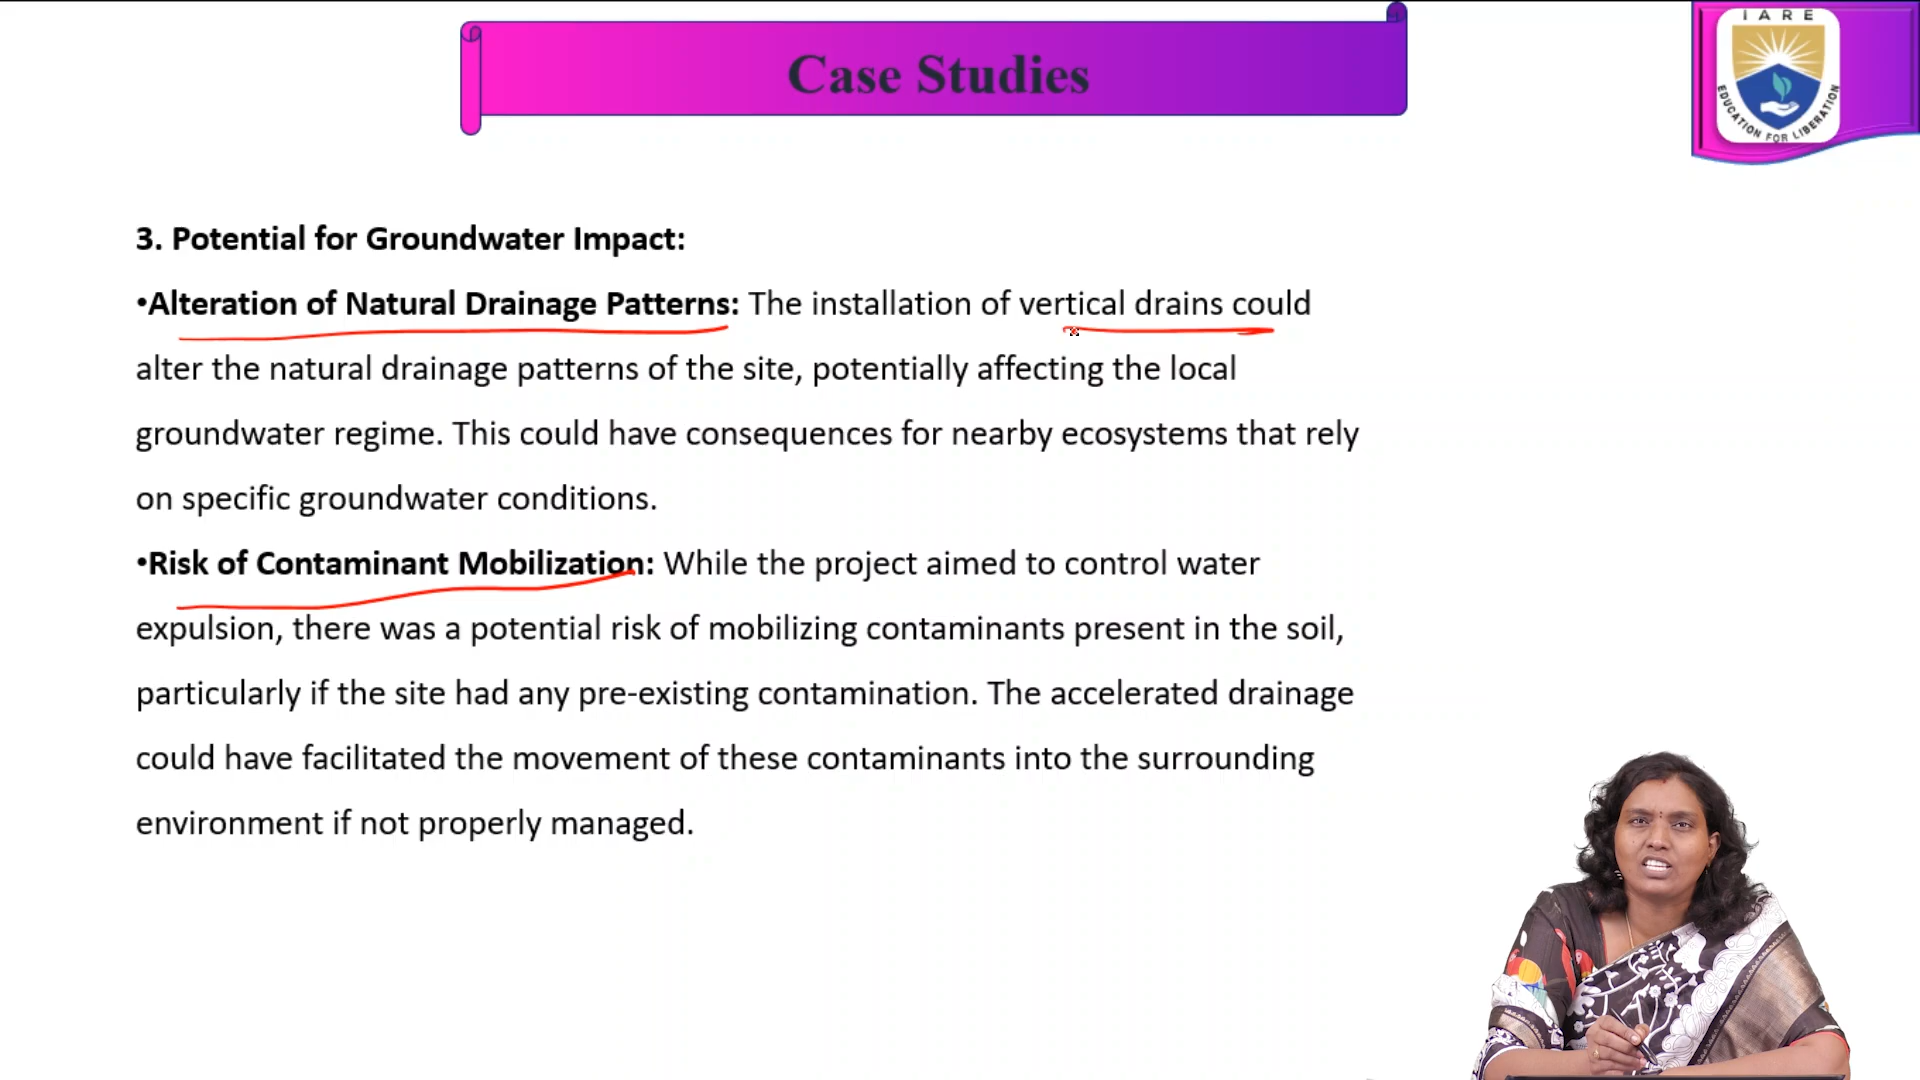 Case Studies
IARE
EDUCATION FOR LIBERATION
3. Potential for Groundwater Impact:
•Alteration of Natural Drainage Patterns: The installation of vertical drains could
alter the natural drainage patterns of the site, potentially affecting the local
groundwater regime. This could have consequences for nearby ecosystems that rely
on specific groundwater conditions.
•Risk of Contaminant Mobilization: While the project aimed to control water
expulsion, there was a potential risk of mobilizing contaminants present in the soil,
particularly if the site had any pre-existing contamination. The accelerated drainage
could have facilitated the movement of these contaminants into the surrounding
environment if not properly managed.